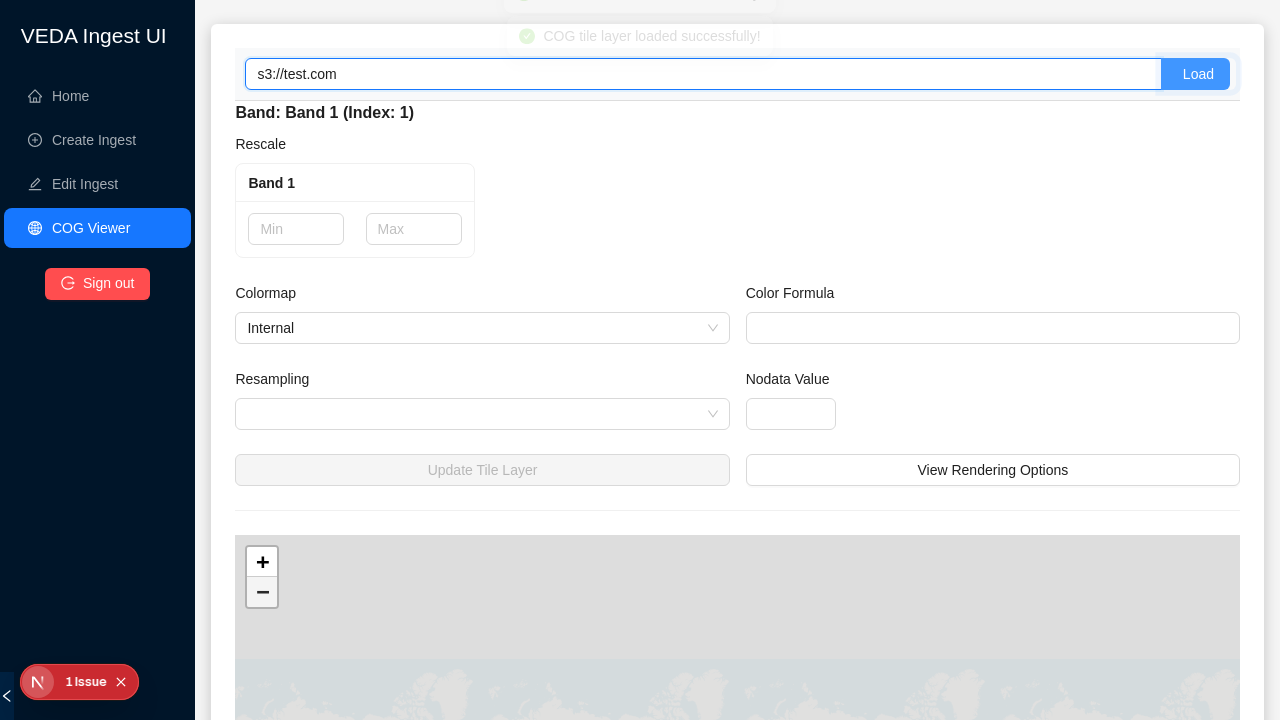 VEDA Ingest UI
Home
Create Ingest
Edit Ingest
COG Viewer
Sign out
1 Issue
COG tile layer loaded successfully!
s3://test.com
Load
Band: Band 1 (Index: 1)
Rescale
Band 1
Min
Max
Colormap
Color Formula
Internal
Resampling
Nodata Value
Update Tile Layer
View Rendering Options
+
−